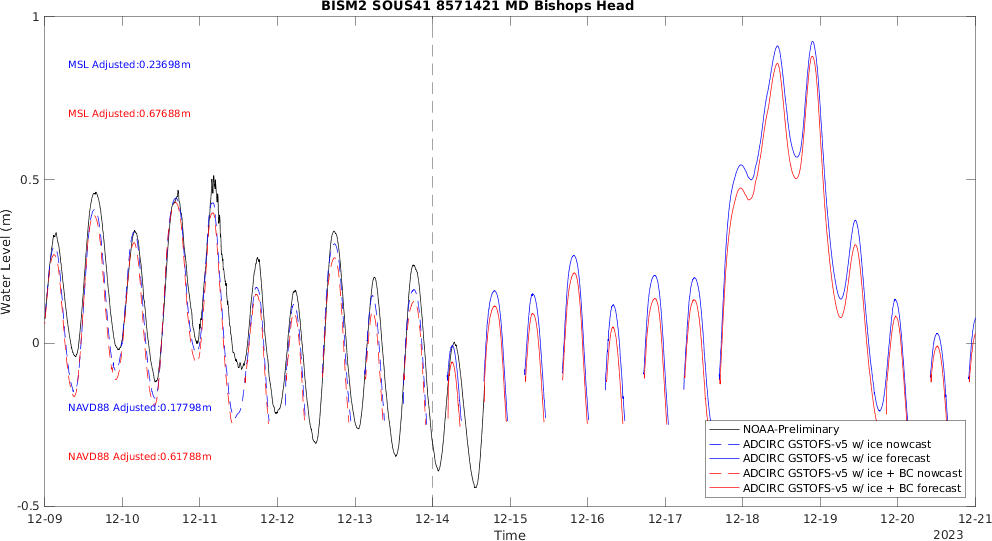 BISM2 SOUS41 8571421 MD Bishops Head
MSL Adjusted:0.23698m
MSL Adjusted:0.67688m
NAVD88 Adjusted:0.17798m
NAVD88 Adjusted:0.61788m
Water Level (m)
1
0.5
0
-0.5
NOAA-Preliminary
ADCIRC GSTOFS-v5 w/ ice nowcast
ADCIRC GSTOFS-v5 w/ ice forecast
ADCIRC GSTOFS-v5 w/ ice + BC nowcast
ADCIRC GSTOFS-v5 w/ ice + BC forecast
12-09 12-10 12-11 12-12 12-13 12-14 12-15 12-16 12-17 12-18 12-19 12-20 12-21
Time
2023